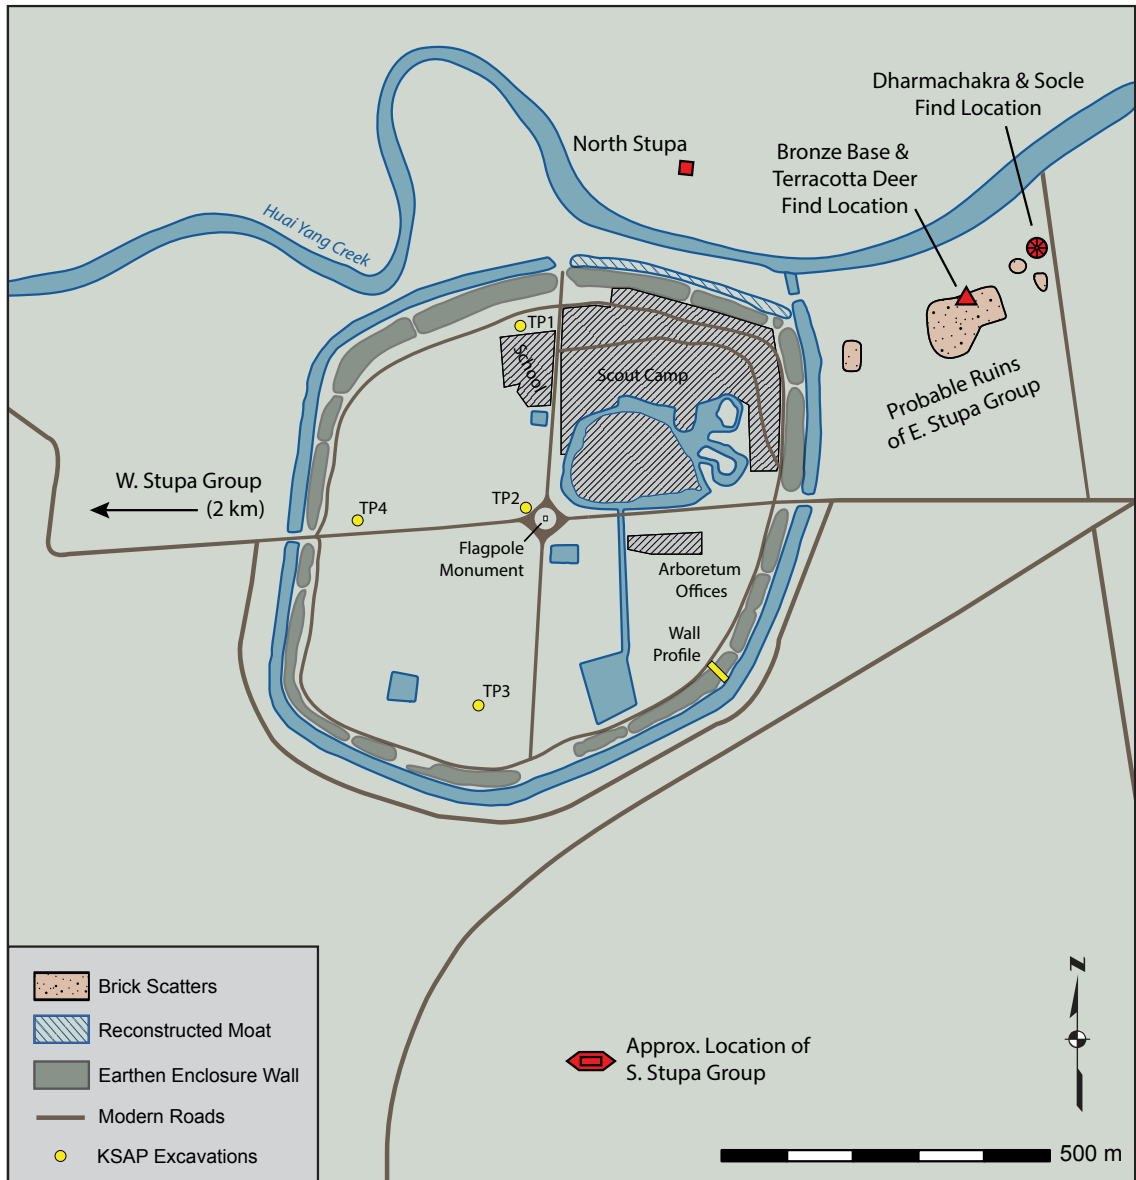 Dharmachakra & Socle
Find Location
Bronze Base &
Terracotta Deer
Find Location
North Stupa
Huai Yang Creek
TP1
School
Scout Camp
Probable Ruins
of E. Stupa Group
W. Stupa Group
(2 km)
TP4
TP2
Flagpole
Monument
Arboretum
Offices
Wall
Profile
TP3
Brick Scatters
Reconstructed Moat
Earthen Enclosure Wall
Modern Roads
KSAP Excavations
Approx. Location of
S. Stupa Group
N
500 m